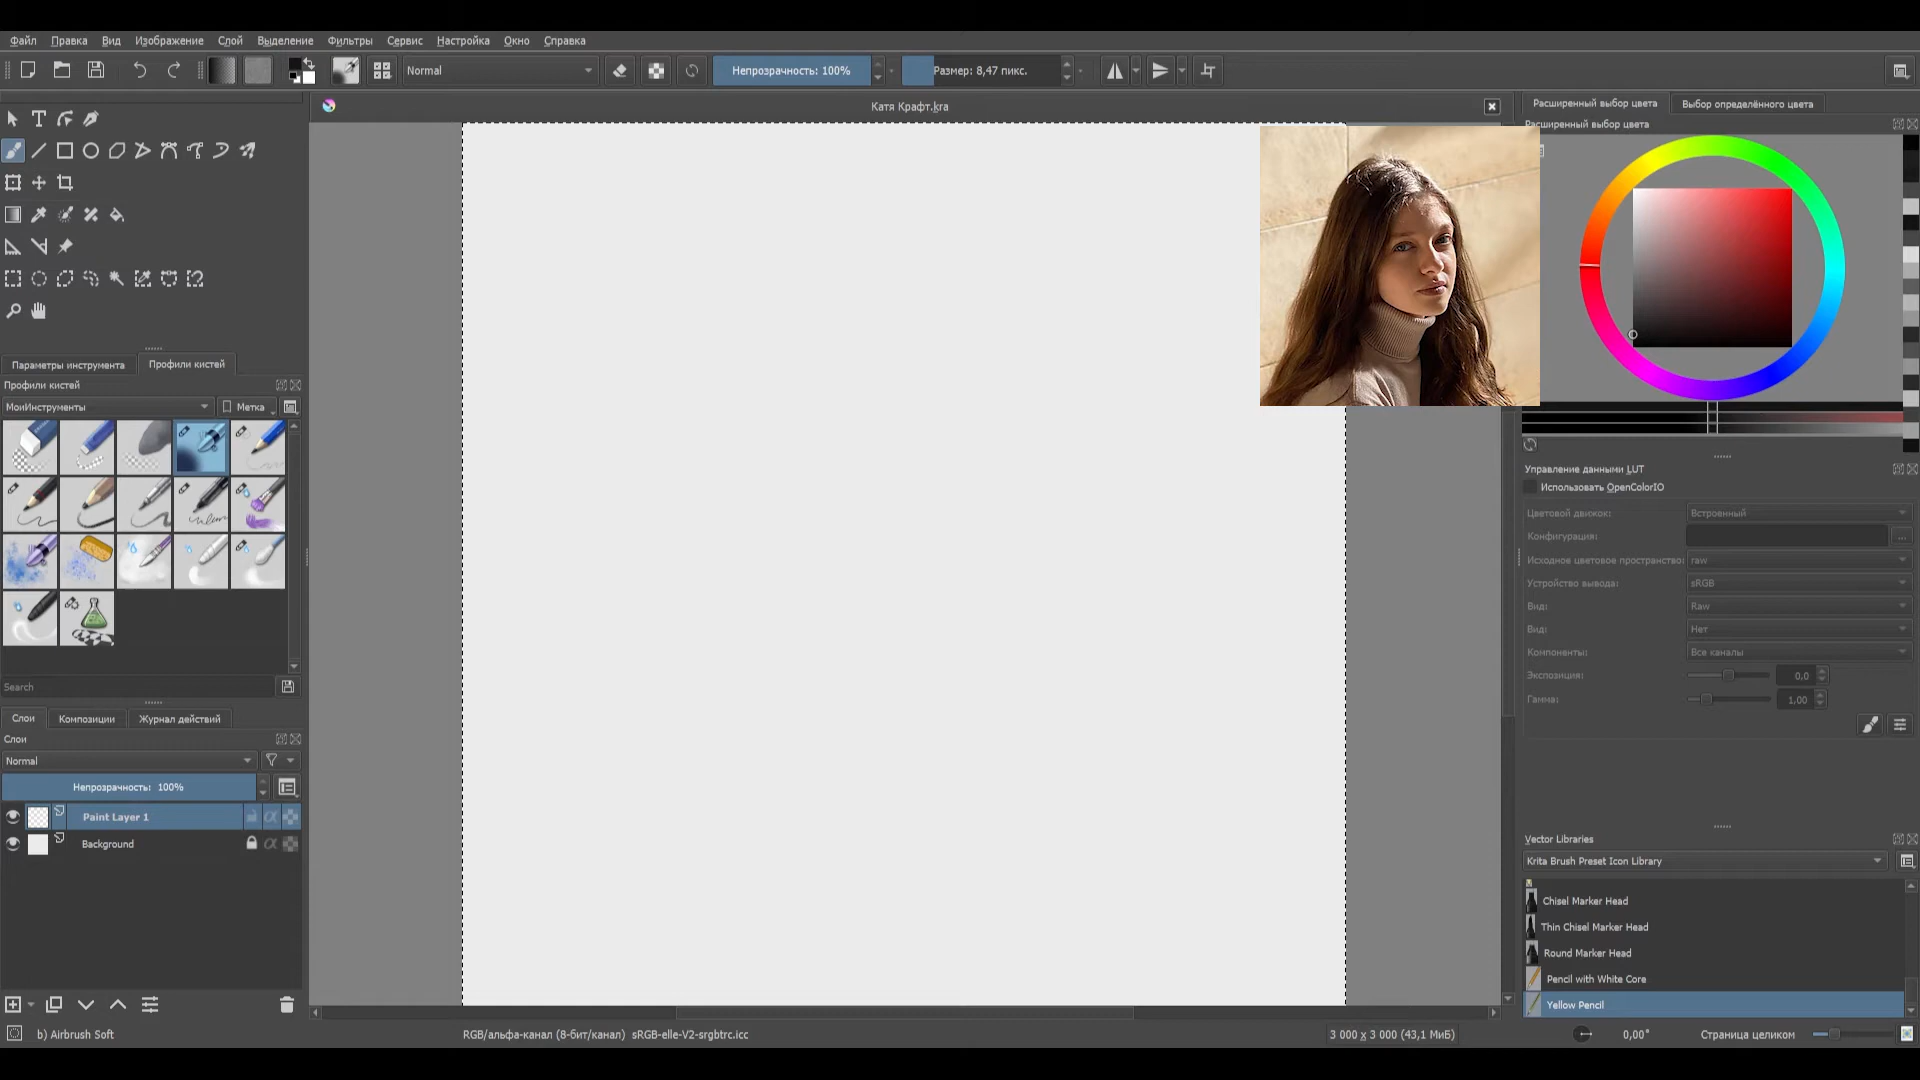 Файл Правка Вид Изображение Слой Выделение Фильтры Сервис Настройка Окно Справка
Normal Непрозрачность: 100% Размер: 8,47 пикс.
Катя Крафт.kra
Расширенный выбор цвета Выбор определённого цвета
Расширенный выбор цвета
Параметры инструмента Профили кистей
Профили кистей
МоиИнструменты Метка
Search
Слои Композиции Журнал действий
Слои
Normal
Непрозрачность: 100%
Paint Layer 1
Background
b) Airbrush Soft
RGB/альфа-канал (8-бит/канал) sRGB-elle-V2-srgbtrc.icc
3 000 x 3 000 (43,1 МиБ)
0,00°
Страница целиком
Управление данными LUT
Использовать OpenColorIO
Цветовой движок: Встроенный
Конфигурация: ...
Исходное цветовое пространство: raw
Устройство вывода: sRGB
Вид: Raw
Вид: Нет
Компоненты: Все каналы
Экспозиция: 0,0
Гамма: 1,00
Vector Libraries
Krita Brush Preset Icon Library
Chisel Marker Head
Thin Chisel Marker Head
Round Marker Head
Pencil with White Core
Yellow Pencil